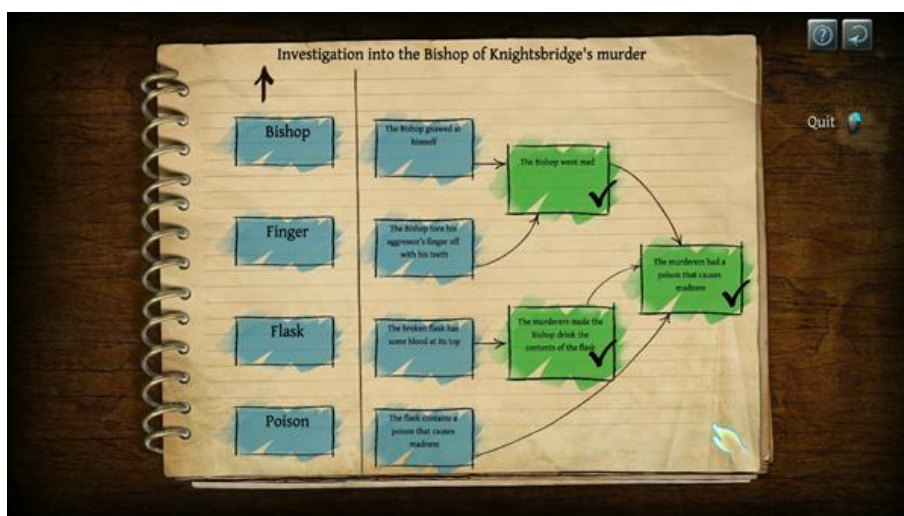 Investigation into the Bishop of Knightsbridge's murder
?
Quit
Bishop
The Bishop gnawed at
himself
The Bishop went mad
Finger
The Bishop tore his
aggressor's finger off
with his teeth
The murderers had a
poison that causes
madness
Flask
The broken flask has
some blood at its top
The murderers made the
Bishop drink the
contents of the flask
Poison
The flask contains a
poison that causes
madness